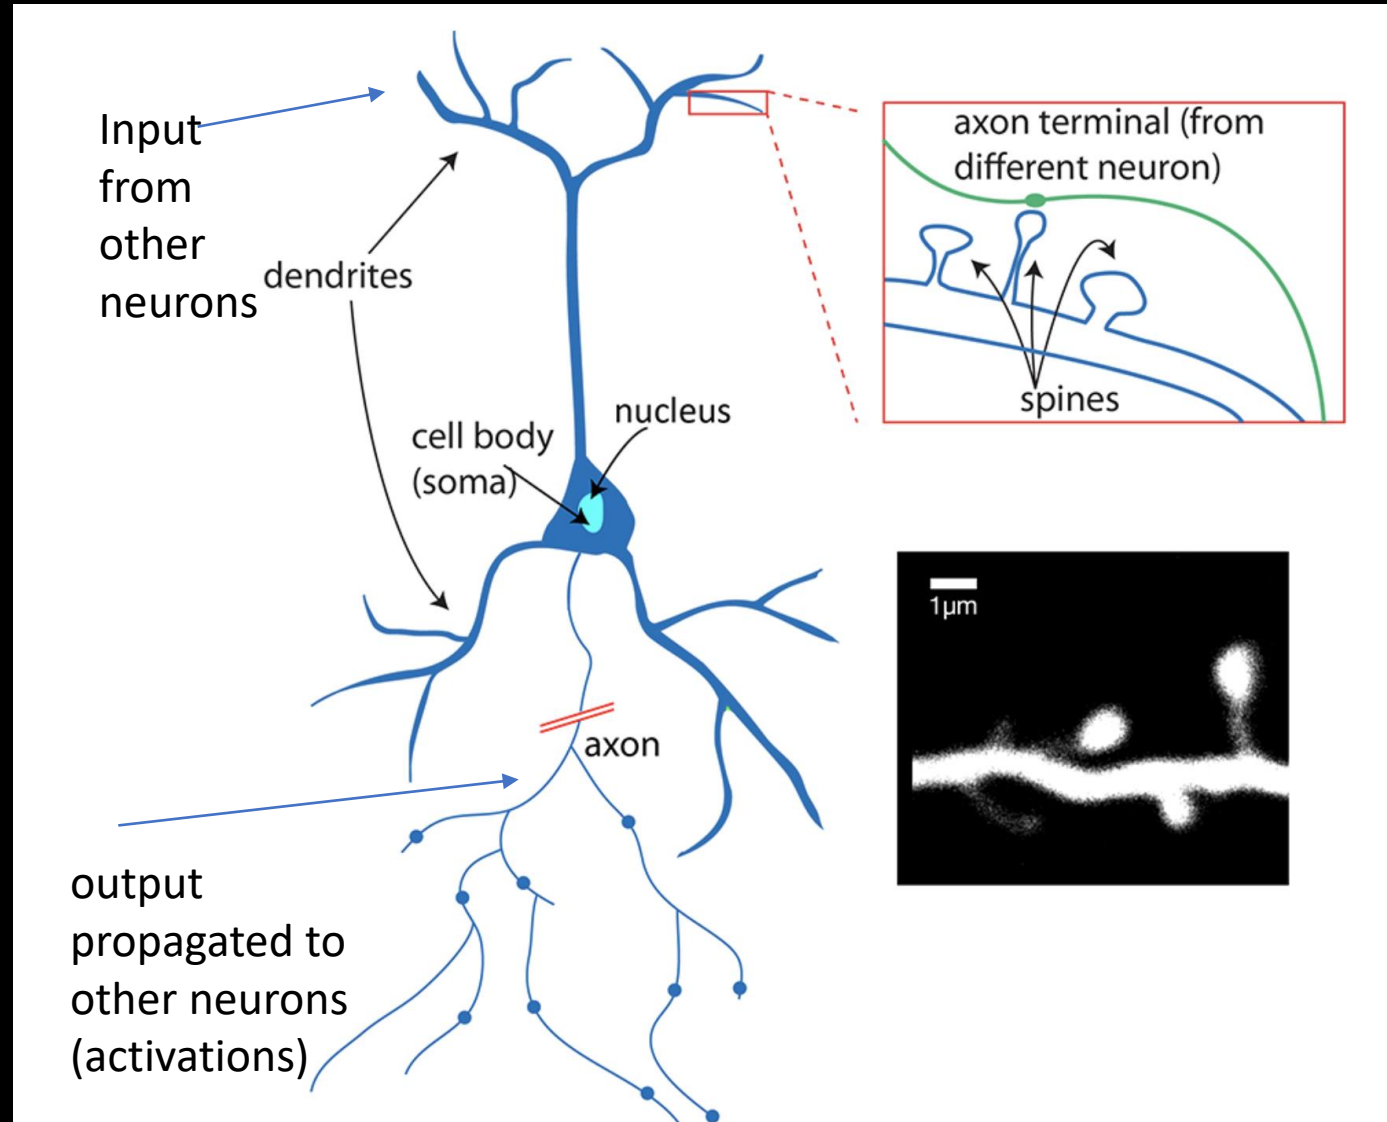 Input
from
other
neurons
dendrites
axon terminal (from
different neuron)
spines
nucleus
cell body
(soma)
1µm
axon
output
propagated to
other neurons
(activations)